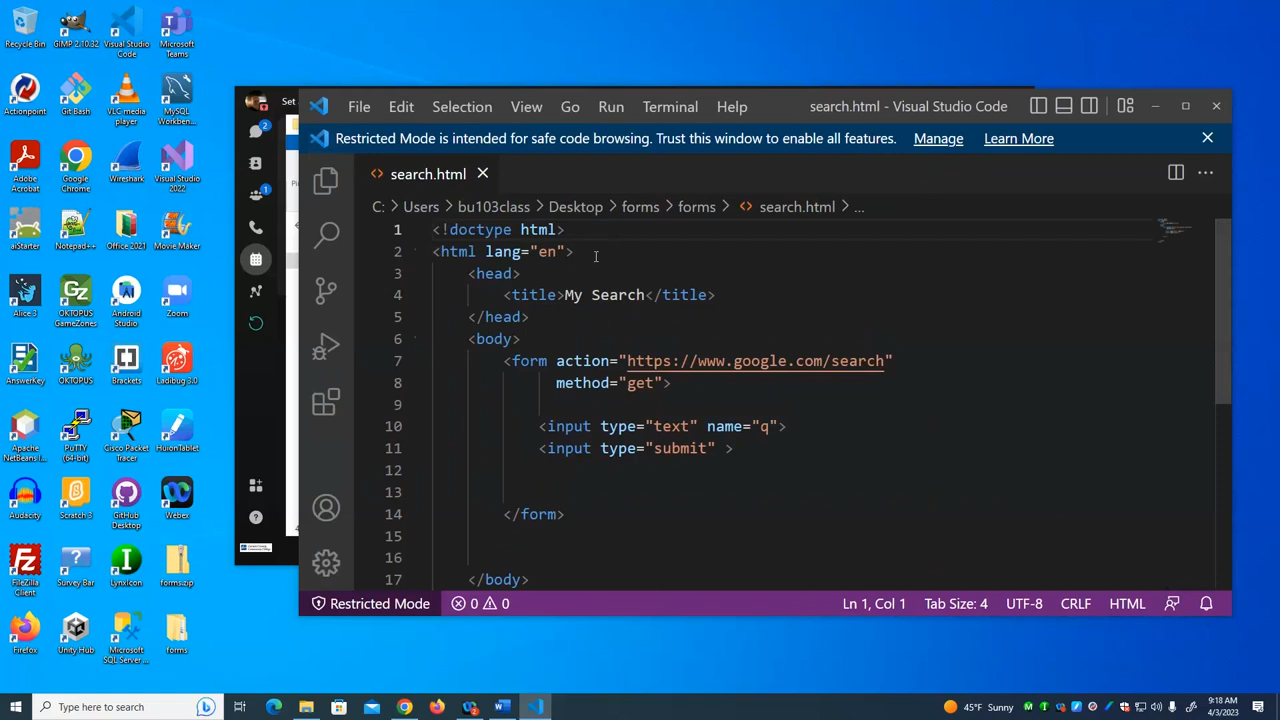 Recycle Bin
GIMP 2.10.32
Visual Studio Code
Microsoft Teams
Actionpoint
Git Bash
VLC media player
MySQL Workben...
Adobe Acrobat
Google Chrome
Wireshark
Visual Studio 2022
aiStarter
Notepad++
Office 2021
Movie Maker
Alice 3
OKTOPUS GameZones
Android Studio
Zoom
AnswerKey
OKTOPUS
Brackets
Ladibug 3.0
Apache NetBeans I...
PuTTY (64-bit)
Cisco Packet Tracer
HuionTablet
Audacity
Scratch 3
GitHub Desktop
Webex
FileZilla Client
Survey Bar
LynxIcon
forms.zip
Firefox
Unity Hub
Microsoft SQL Server ...
forms
Set
2
1
File Edit Selection View Go Run Terminal Help
search.html - Visual Studio Code
Restricted Mode is intended for safe code browsing. Trust this window to enable all features. Manage Learn More
search.html
C: Users bu103class Desktop forms forms search.html ...
1 <!doctype html>
2 <html lang="en">
3 <head>
4 <title>My Search</title>
5 </head>
6 <body>
7 <form action="https://www.google.com/search"
8 method="get">
9
10 <input type="text" name="q">
11 <input type="submit" >
12
13
14 </form>
15
16
17 </body>
Restricted Mode 0 0 Ln 1, Col 1 Tab Size: 4 UTF-8 CRLF HTML
Type here to search
45°F Sunny
9:18 AM
4/3/2023